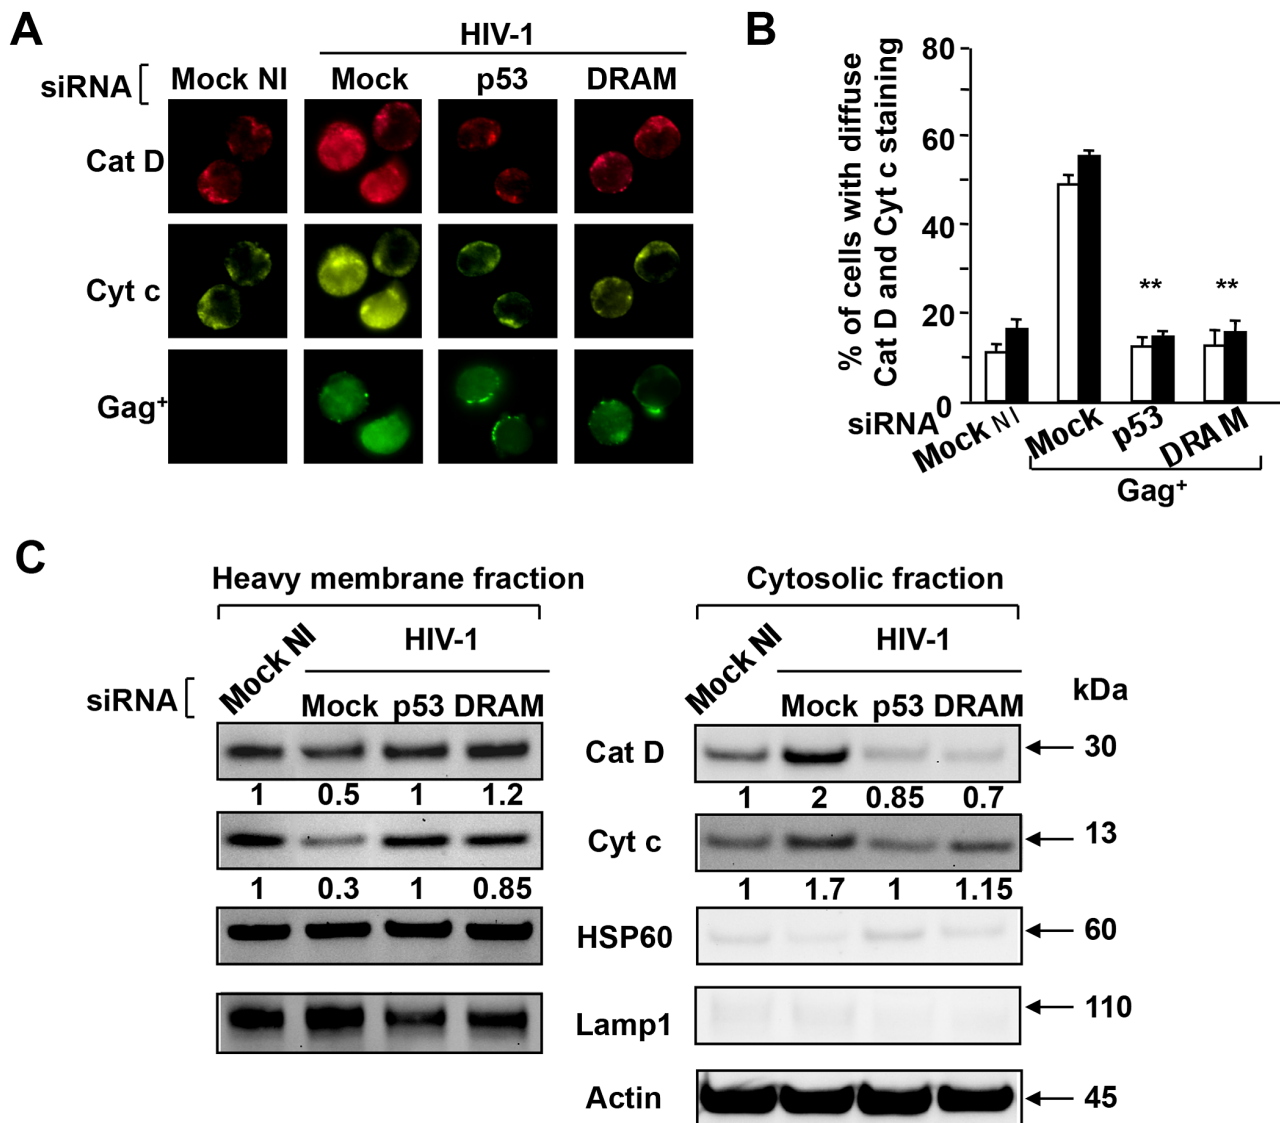 A
HIV-1
siRNA
Mock NI
Mock
p53
DRAM
Cat D
Cyt c
Gag+
B
% of cells with diffuse
Cat D and Cyt c staining
80
60
40
20
0
siRNA
Mock NI
Mock
p53
DRAM
**
**
Gag+
C
Heavy membrane fraction
Cytosolic fraction
Mock NI
HIV-1
Mock NI
HIV-1
kDa
siRNA
Mock p53 DRAM
Mock p53 DRAM
Cat D
30
1 0.5 1 1.2
1 2 0.85 0.7
Cyt c
13
1 0.3 1 0.85
1 1.7 1 1.15
HSP60
60
Lamp1
110
Actin
45